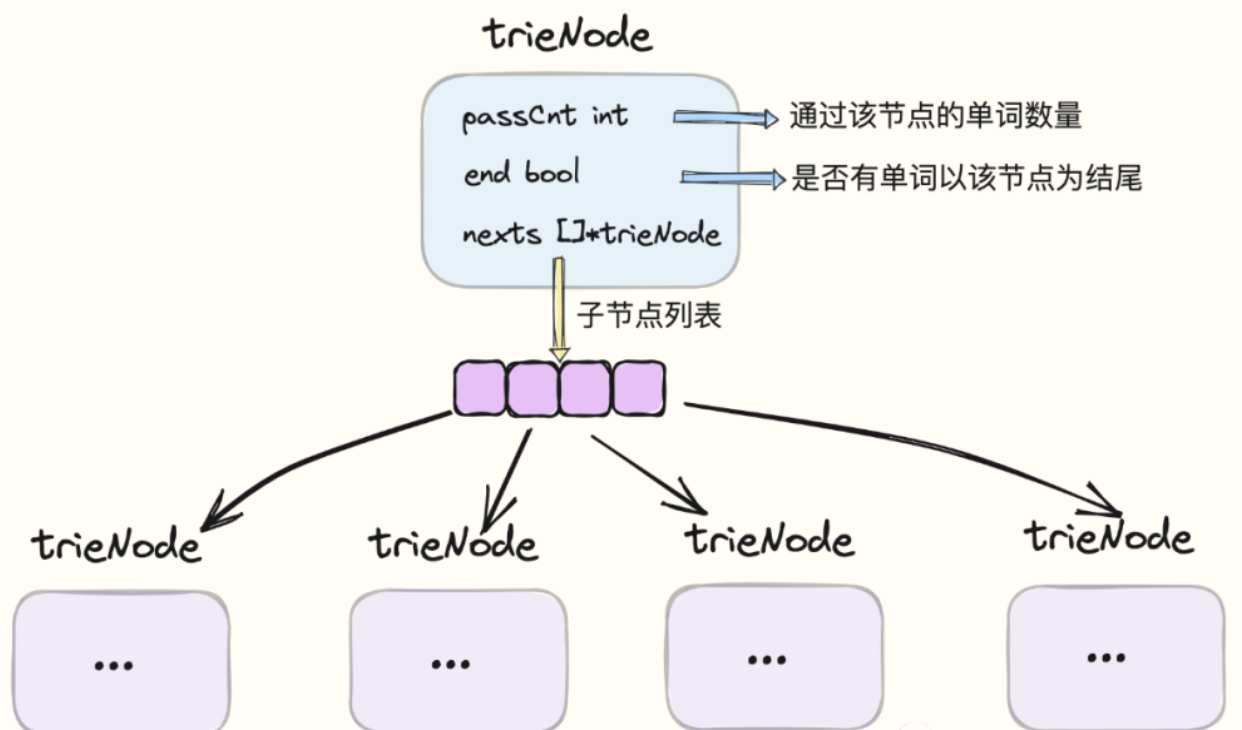 trieNode
passCnt int
通过该节点的单词数量
end bool
是否有单词以该节点为结尾
nexts []*trieNode
子节点列表
trieNode
trieNode
trieNode
trieNode
...
...
...
...